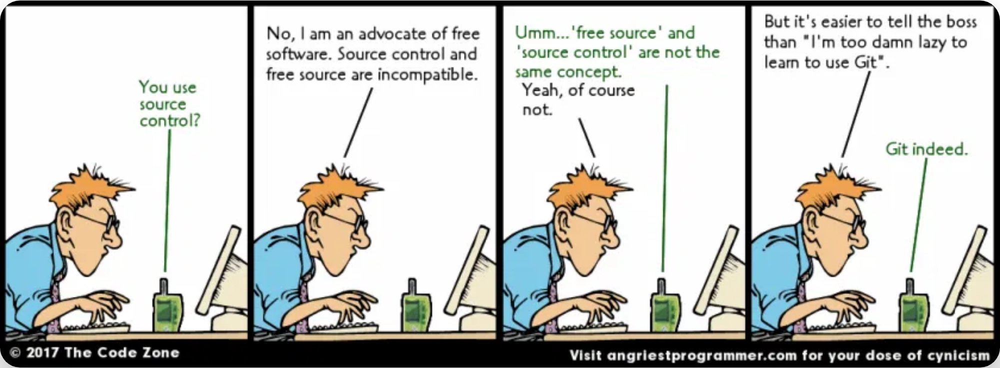 You use
source
control?
No, I am an advocate of free
software. Source control and
free source are incompatible.
Umm...'free source' and
'source control' are not the
same concept.
Yeah, of course
not.
But it's easier to tell the boss
than "I'm too damn lazy to
learn to use Git".
Git indeed.
© 2017 The Code Zone
Visit angriestprogrammer.com for your dose of cynicism